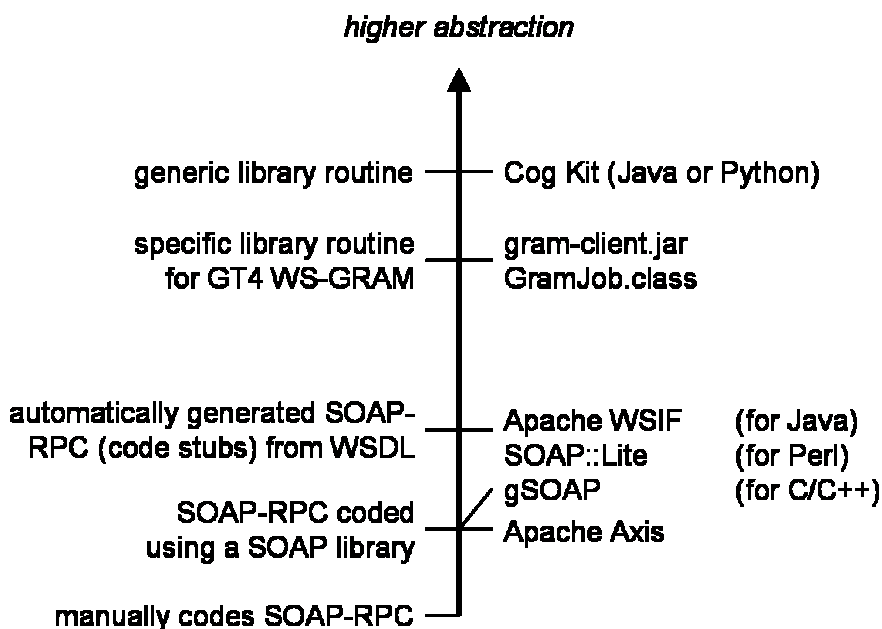 higher abstraction
generic library routine
Cog Kit (Java or Python)
specific library routine
for GT4 WS-GRAM
gram-client.jar
GramJob.class
automatically generated SOAP-
RPC (code stubs) from WSDL
Apache WSIF (for Java)
SOAP::Lite (for Perl)
gSOAP (for C/C++)
SOAP-RPC coded
using a SOAP library
Apache Axis
manually codes SOAP-RPC